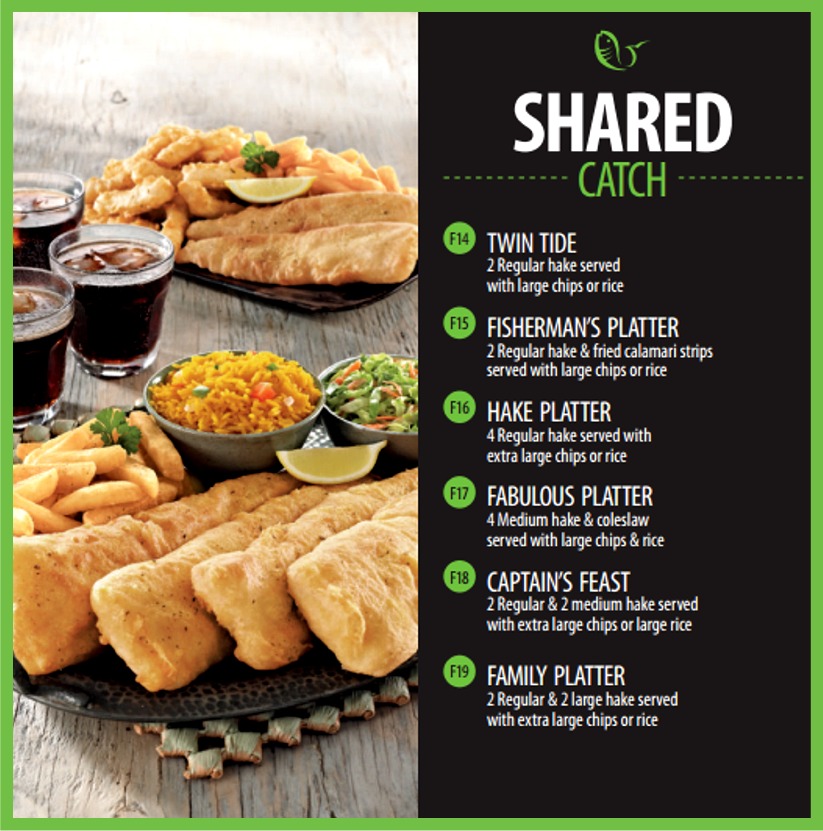 SHARED
CATCH
F14 TWIN TIDE
2 Regular hake served
with large chips or rice
F15 FISHERMAN'S PLATTER
2 Regular hake & fried calamari strips
served with large chips or rice
F16 HAKE PLATTER
4 Regular hake served with
extra large chips or rice
F17 FABULOUS PLATTER
4 Medium hake & coleslaw
served with large chips & rice
F18 CAPTAIN'S FEAST
2 Regular & 2 medium hake served
with extra large chips or large rice
F19 FAMILY PLATTER
2 Regular & 2 large hake served
with extra large chips or rice